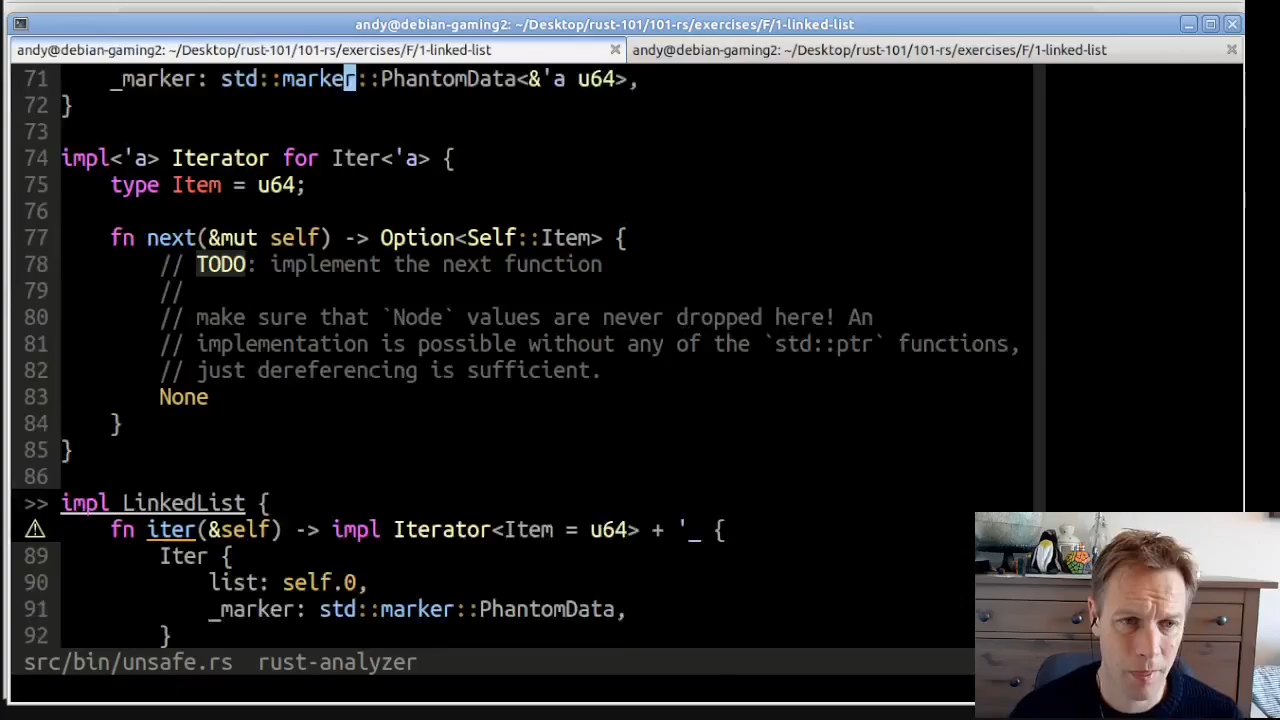 andy@debian-gaming2: ~/Desktop/rust-101/101-rs/exercises/F/1-linked-list
andy@debian-gaming2: ~/Desktop/rust-101/101-rs/exercises/F/1-linked-list
andy@debian-gaming2: ~/Desktop/rust-101/101-rs/exercises/F/1-linked-list
71 _marker: std::marker::PhantomData<&'a u64>,
72 }
73
74 impl<'a> Iterator for Iter<'a> {
75 type Item = u64;
76
77 fn next(&mut self) -> Option<Self::Item> {
78 // TODO: implement the next function
79 //
80 // make sure that `Node` values are never dropped here! An
81 // implementation is possible without any of the `std::ptr` functions,
82 // just dereferencing is sufficient.
83 None
84 }
85 }
86
>> impl LinkedList {
⚠ fn iter(&self) -> impl Iterator<Item = u64> + '_ {
89 Iter {
90 list: self.0,
91 _marker: std::marker::PhantomData,
92 }
src/bin/unsafe.rs rust-analyzer